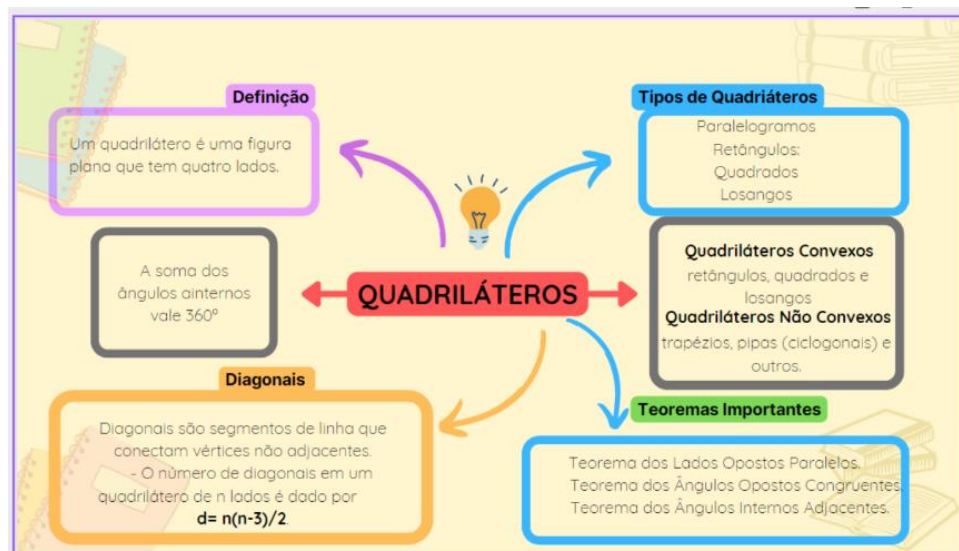 Definição
Um quadrilátero é uma figura
plana que tem quatro lados.
Tipos de Quadriáteros
Paralelogramos
Retângulos:
Quadrados
Losangos
A soma dos
ângulos ainternos
vale 360º
QUADRILÁTEROS
Quadriláteros Convexos
retângulos, quadrados e
losangos
Quadriláteros Não Convexos
trapézios, pipas (ciclogonais) e
outros.
Diagonais
Diagonais são segmentos de linha que
conectam vértices não adjacentes.
- O número de diagonais em um
quadrilátero de n lados é dado por
d= n(n-3)/2.
Teoremas Importantes
Teorema dos Lados Opostos Paralelos.
Teorema dos Ângulos Opostos Congruentes.
Teorema dos Ângulos Internos Adjacentes.